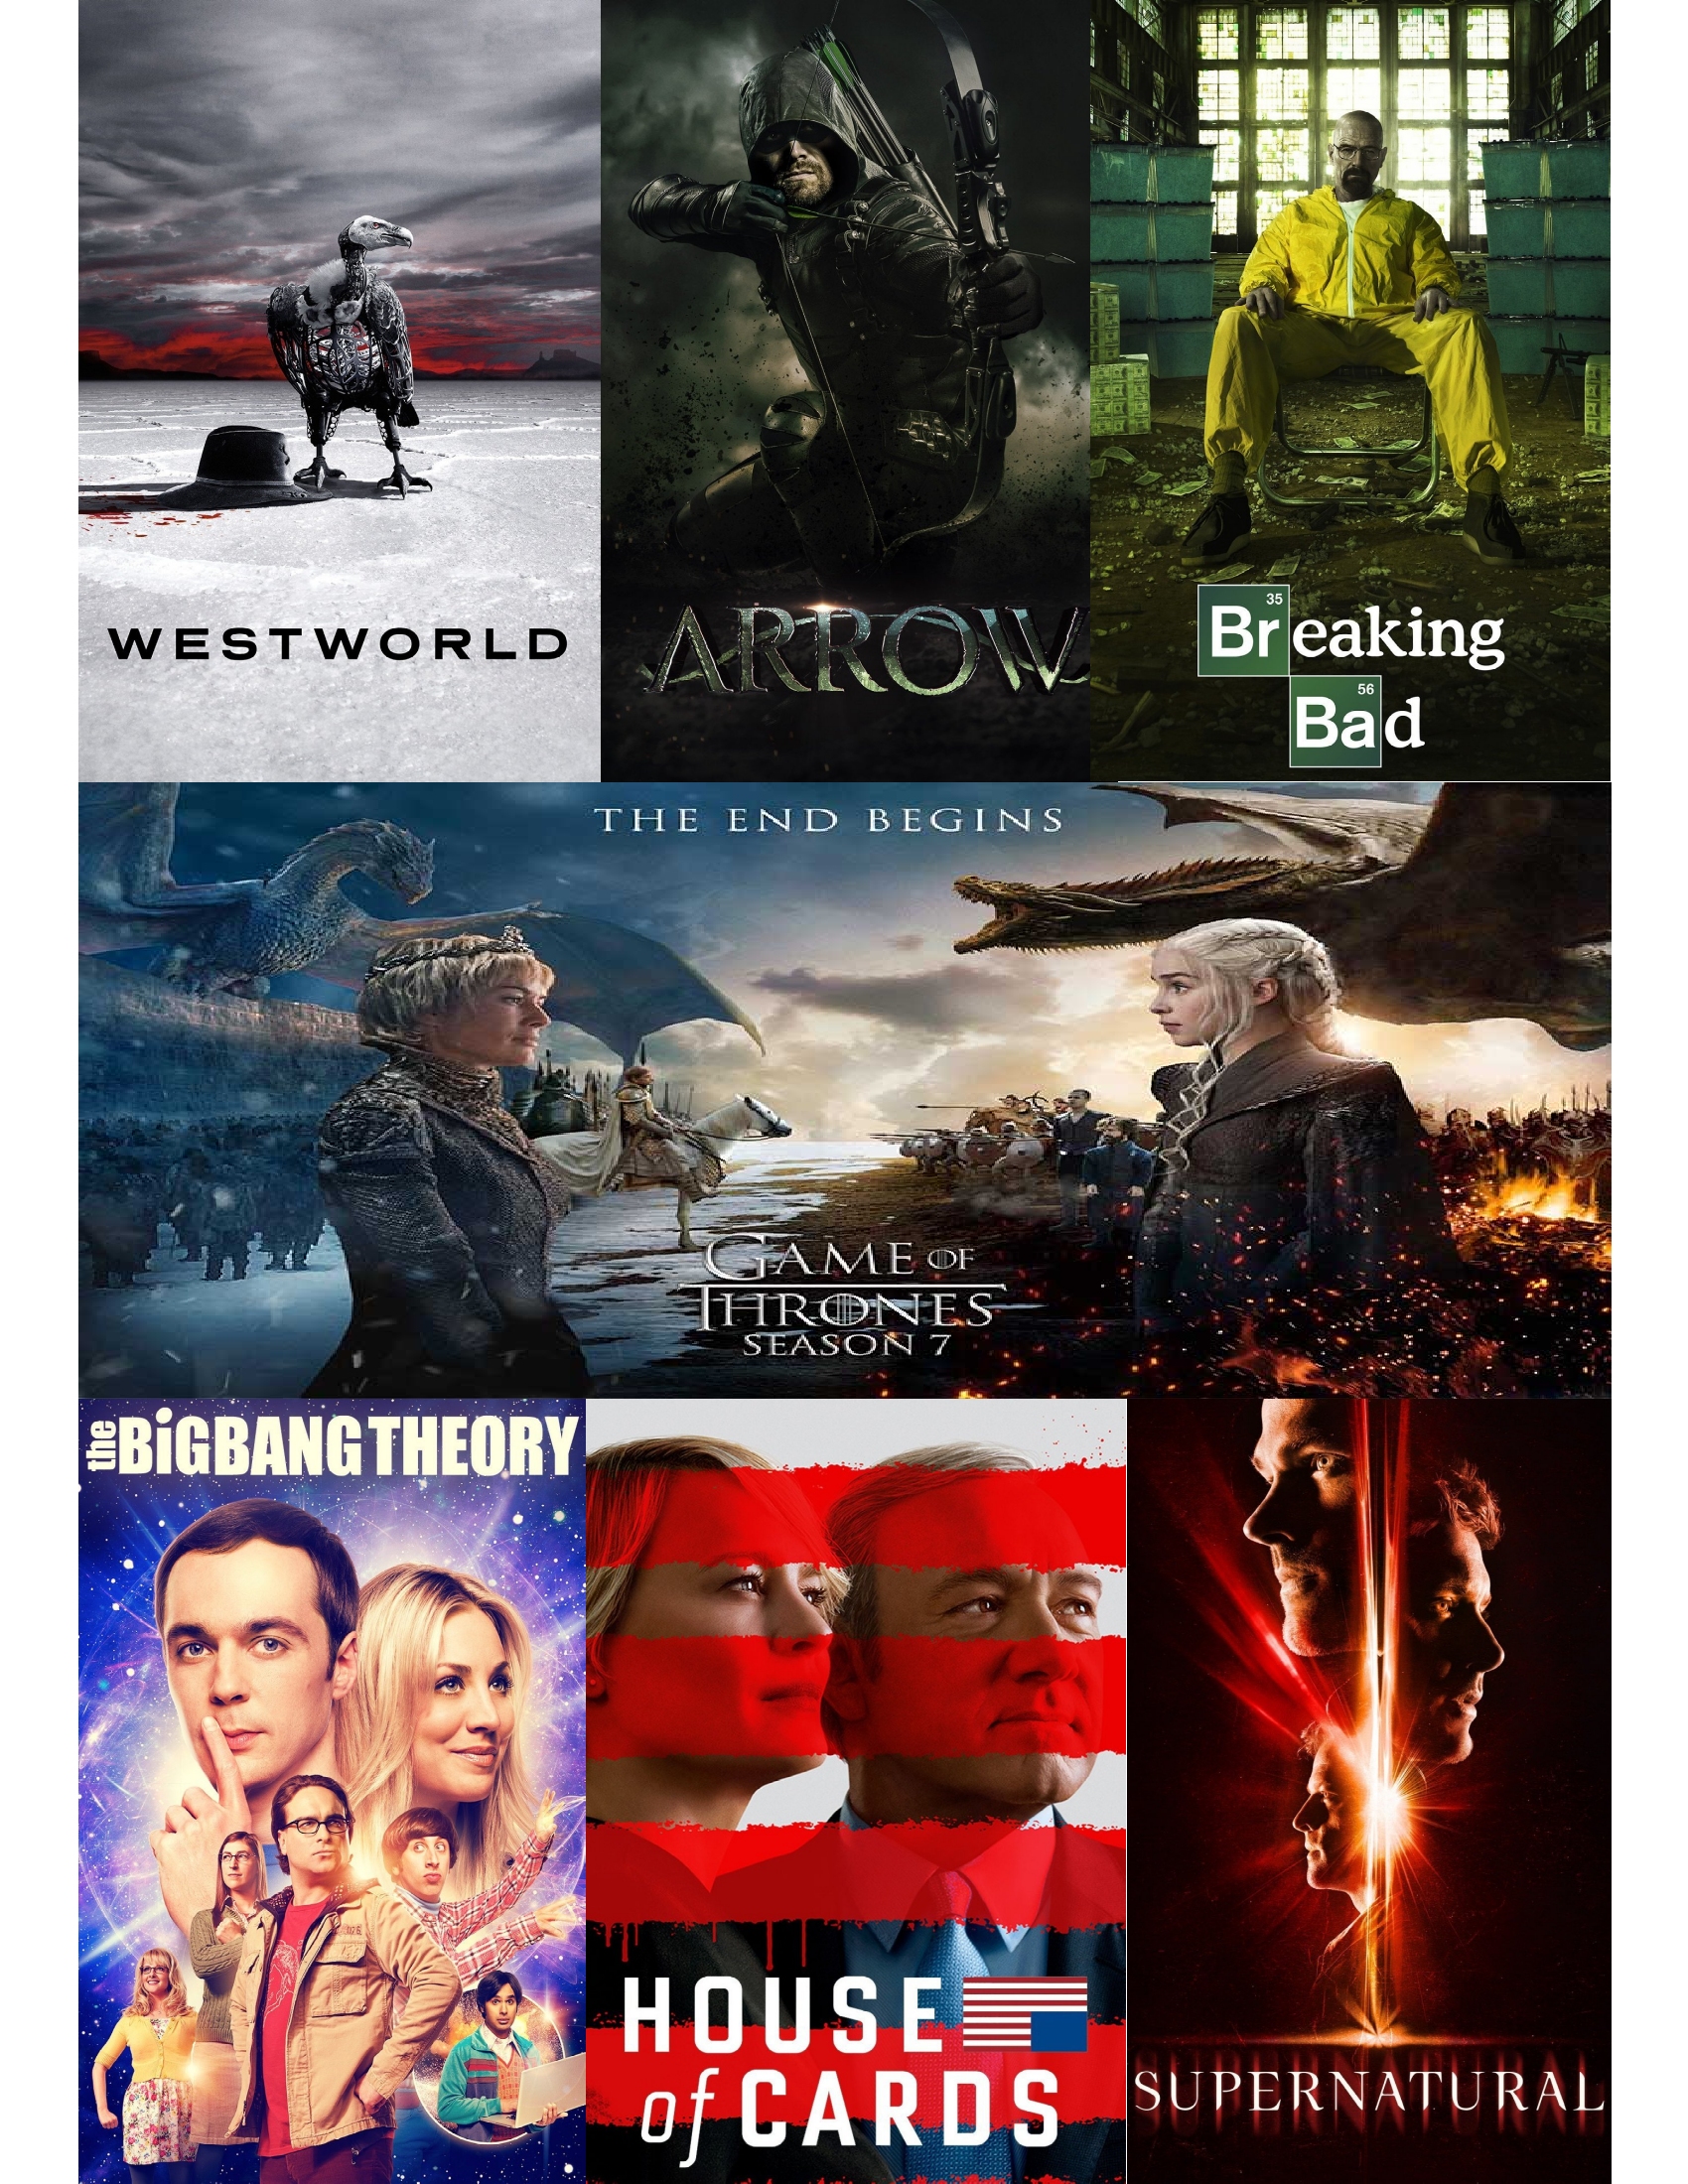 WESTWORLD
ARROW
35
Breaking
56
Bad
THE END BEGINS
GAME OF
THRONES
SEASON 7
the BiGBANG THEORY
HOUSE
of CARDS
SUPERNATURAL